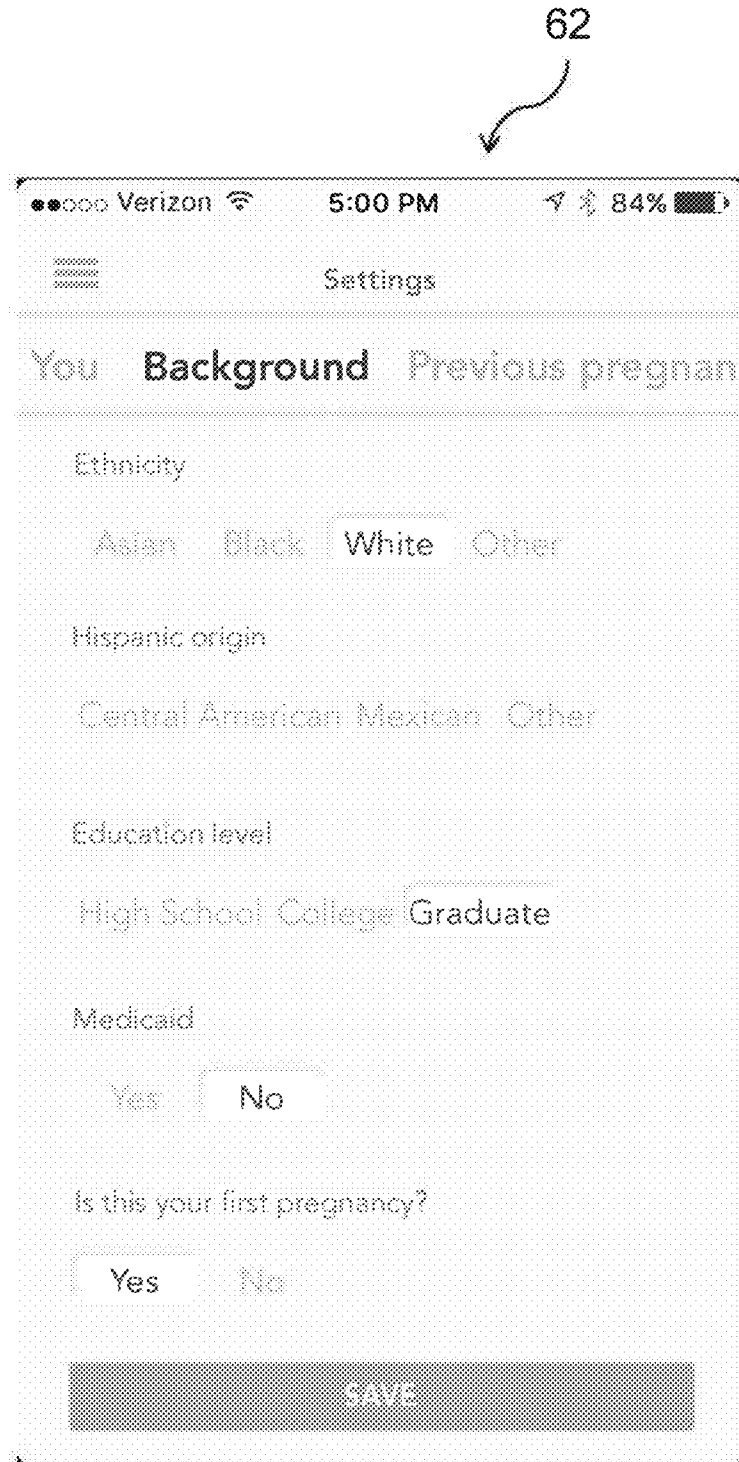 62
Verizon 5:00 PM 84%
Settings
You Background Previous pregnan
Ethnicity
Asian Black White Other
Hispanic origin
Central American Mexican Other
Education level
High School College Graduate
Medicaid
Yes No
Is this your first pregnancy?
Yes No
SAVE